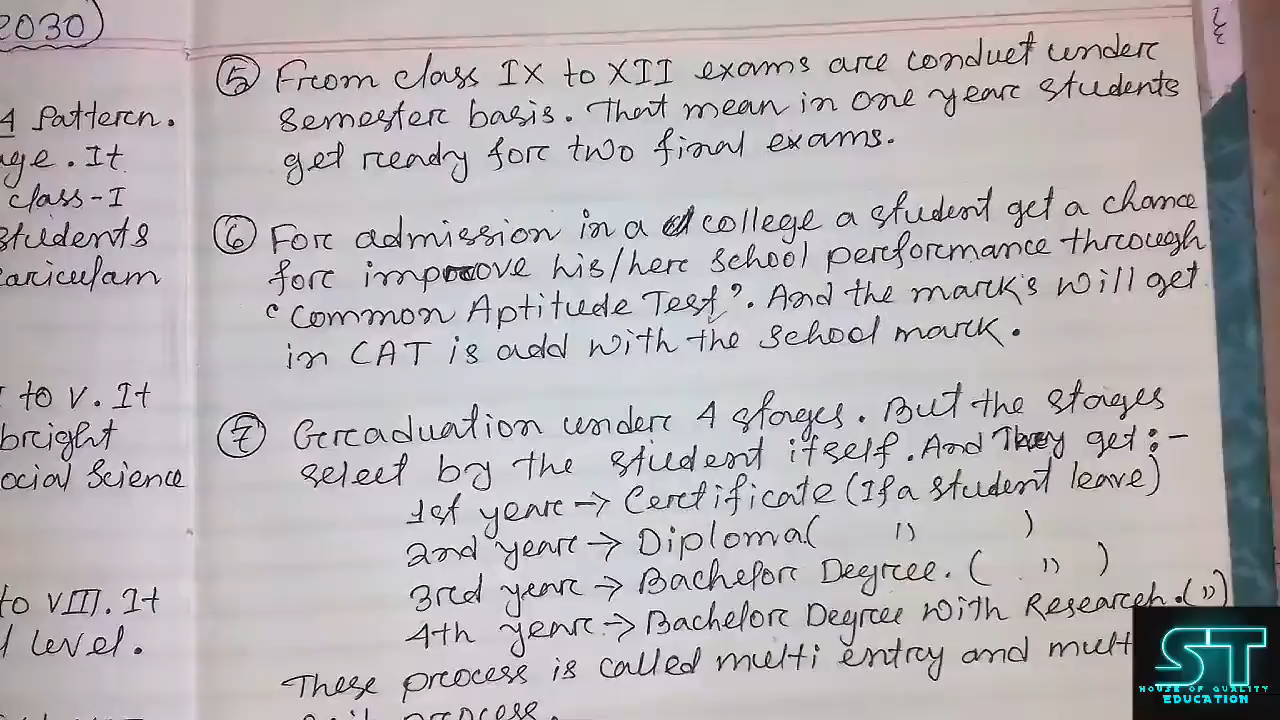 2030)
4 Pattern.
age. It
class-I
students
cariculam
I to V. It
bright
ocial Science
to VIII. It
l level.
⑤ From class IX to XII exams are conduct under
semester basis. That mean in one year students
get ready for two final exams.
⑥ For admission in a college a student get a chance
for improove his/her school performance through
"Common Aptitude Test". And the mark's will get
in CAT is add with the school mark.
⑦ Graduation under 4 stages. But the stages
select by the student itself. And They get :-
1st year → Certificate (If a student leave)
2nd year → Diploma( " )
3rd year → Bachelor Degree. ( " )
4th year → Bachelor Degree with Research. (")
These process is called multi entry and mult
exit process.
ST
HOUSE OF QUALITY
EDUCATION